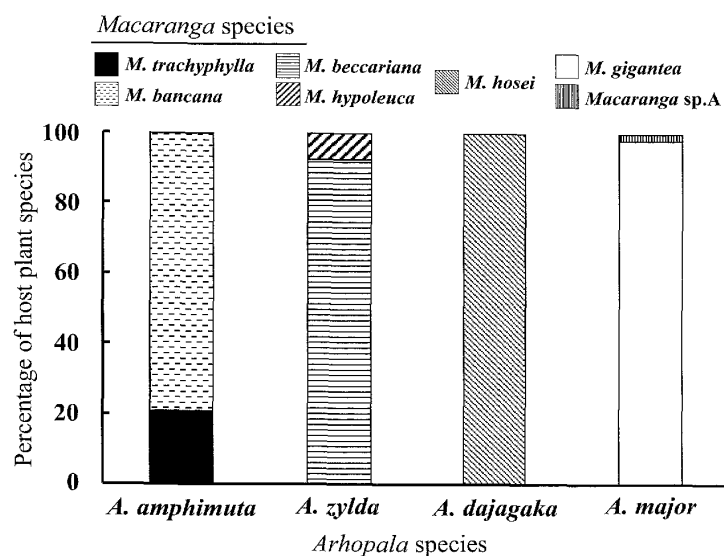 Macaranga species
M. trachyphylla
M. bancana
M. beccariana
M. hypoleuca
M. hosei
M. gigantea
Macaranga sp.A
Percentage of host plant species
100
80
60
40
20
0
A. amphimuta
A. zylda
A. dajagaka
A. major
Arhopala species